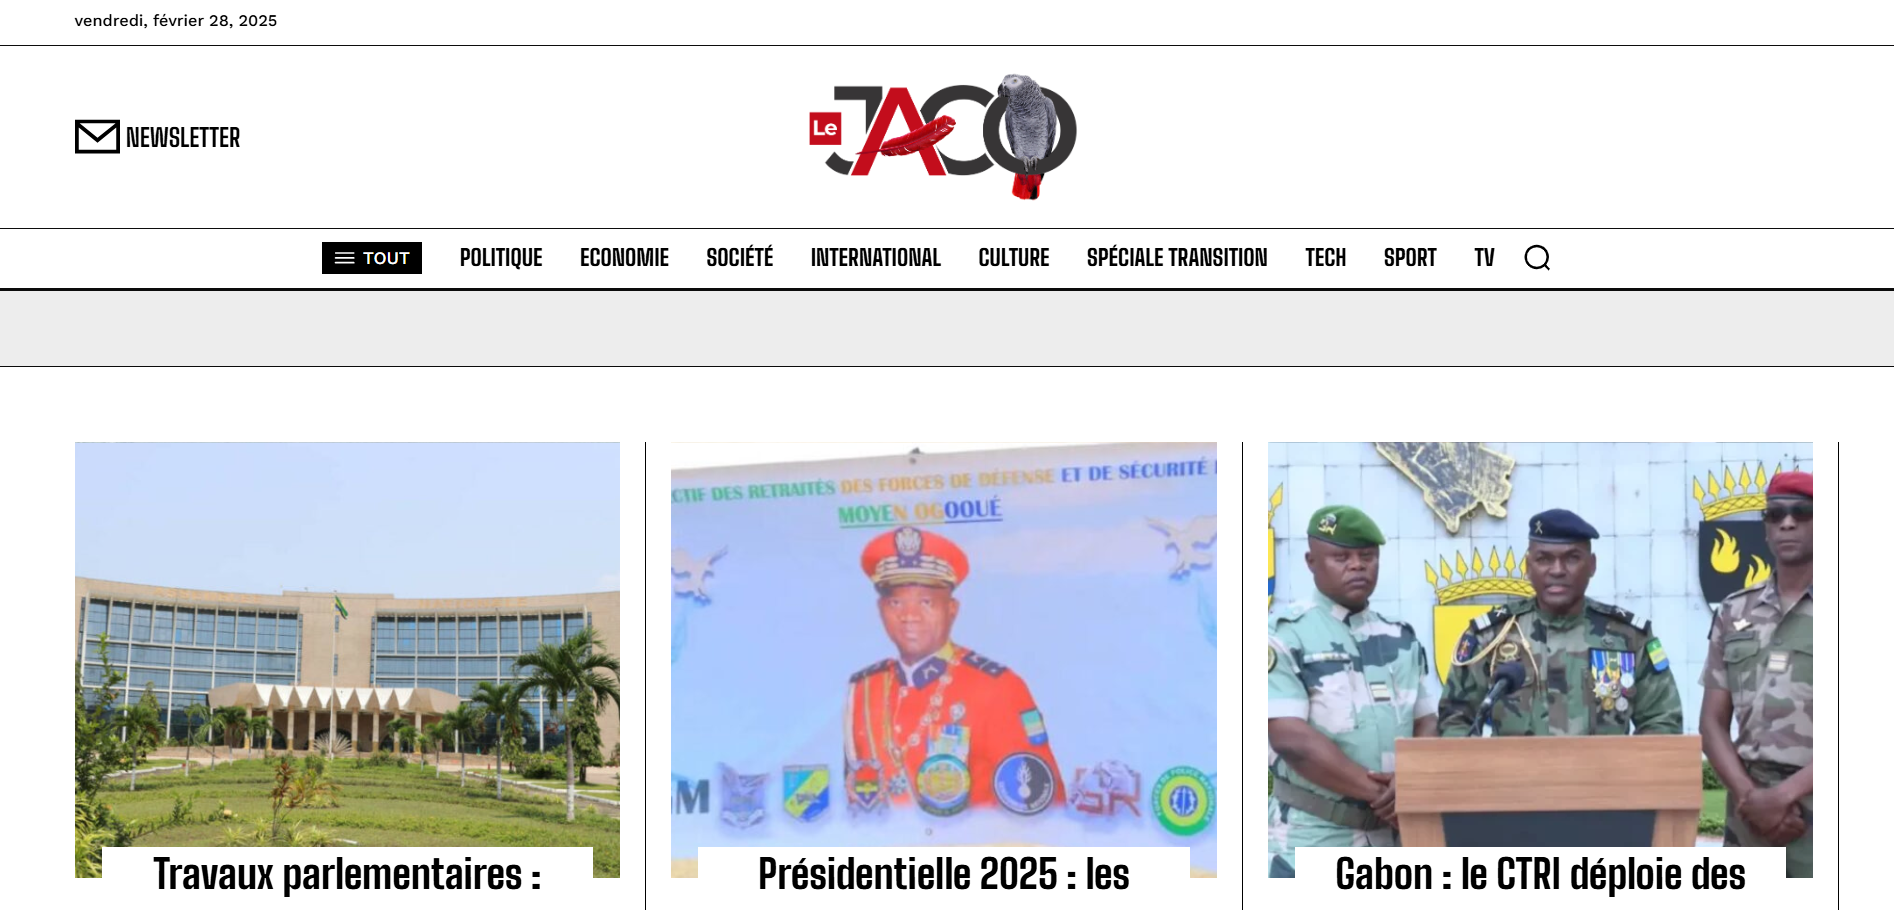 vendredi, février 28, 2025
NEWSLETTER
Le JACO
TOUT
POLITIQUE
ECONOMIE
SOCIÉTÉ
INTERNATIONAL
CULTURE
SPÉCIALE TRANSITION
TECH
SPORT
TV
CTIF DES RETRAITÉS DES FORCES DE DÉFENSE ET DE SÉCURITÉ
MOYEN OGOOUÉ
Travaux parlementaires :
Présidentielle 2025 : les
Gabon : le CTRI déploie des